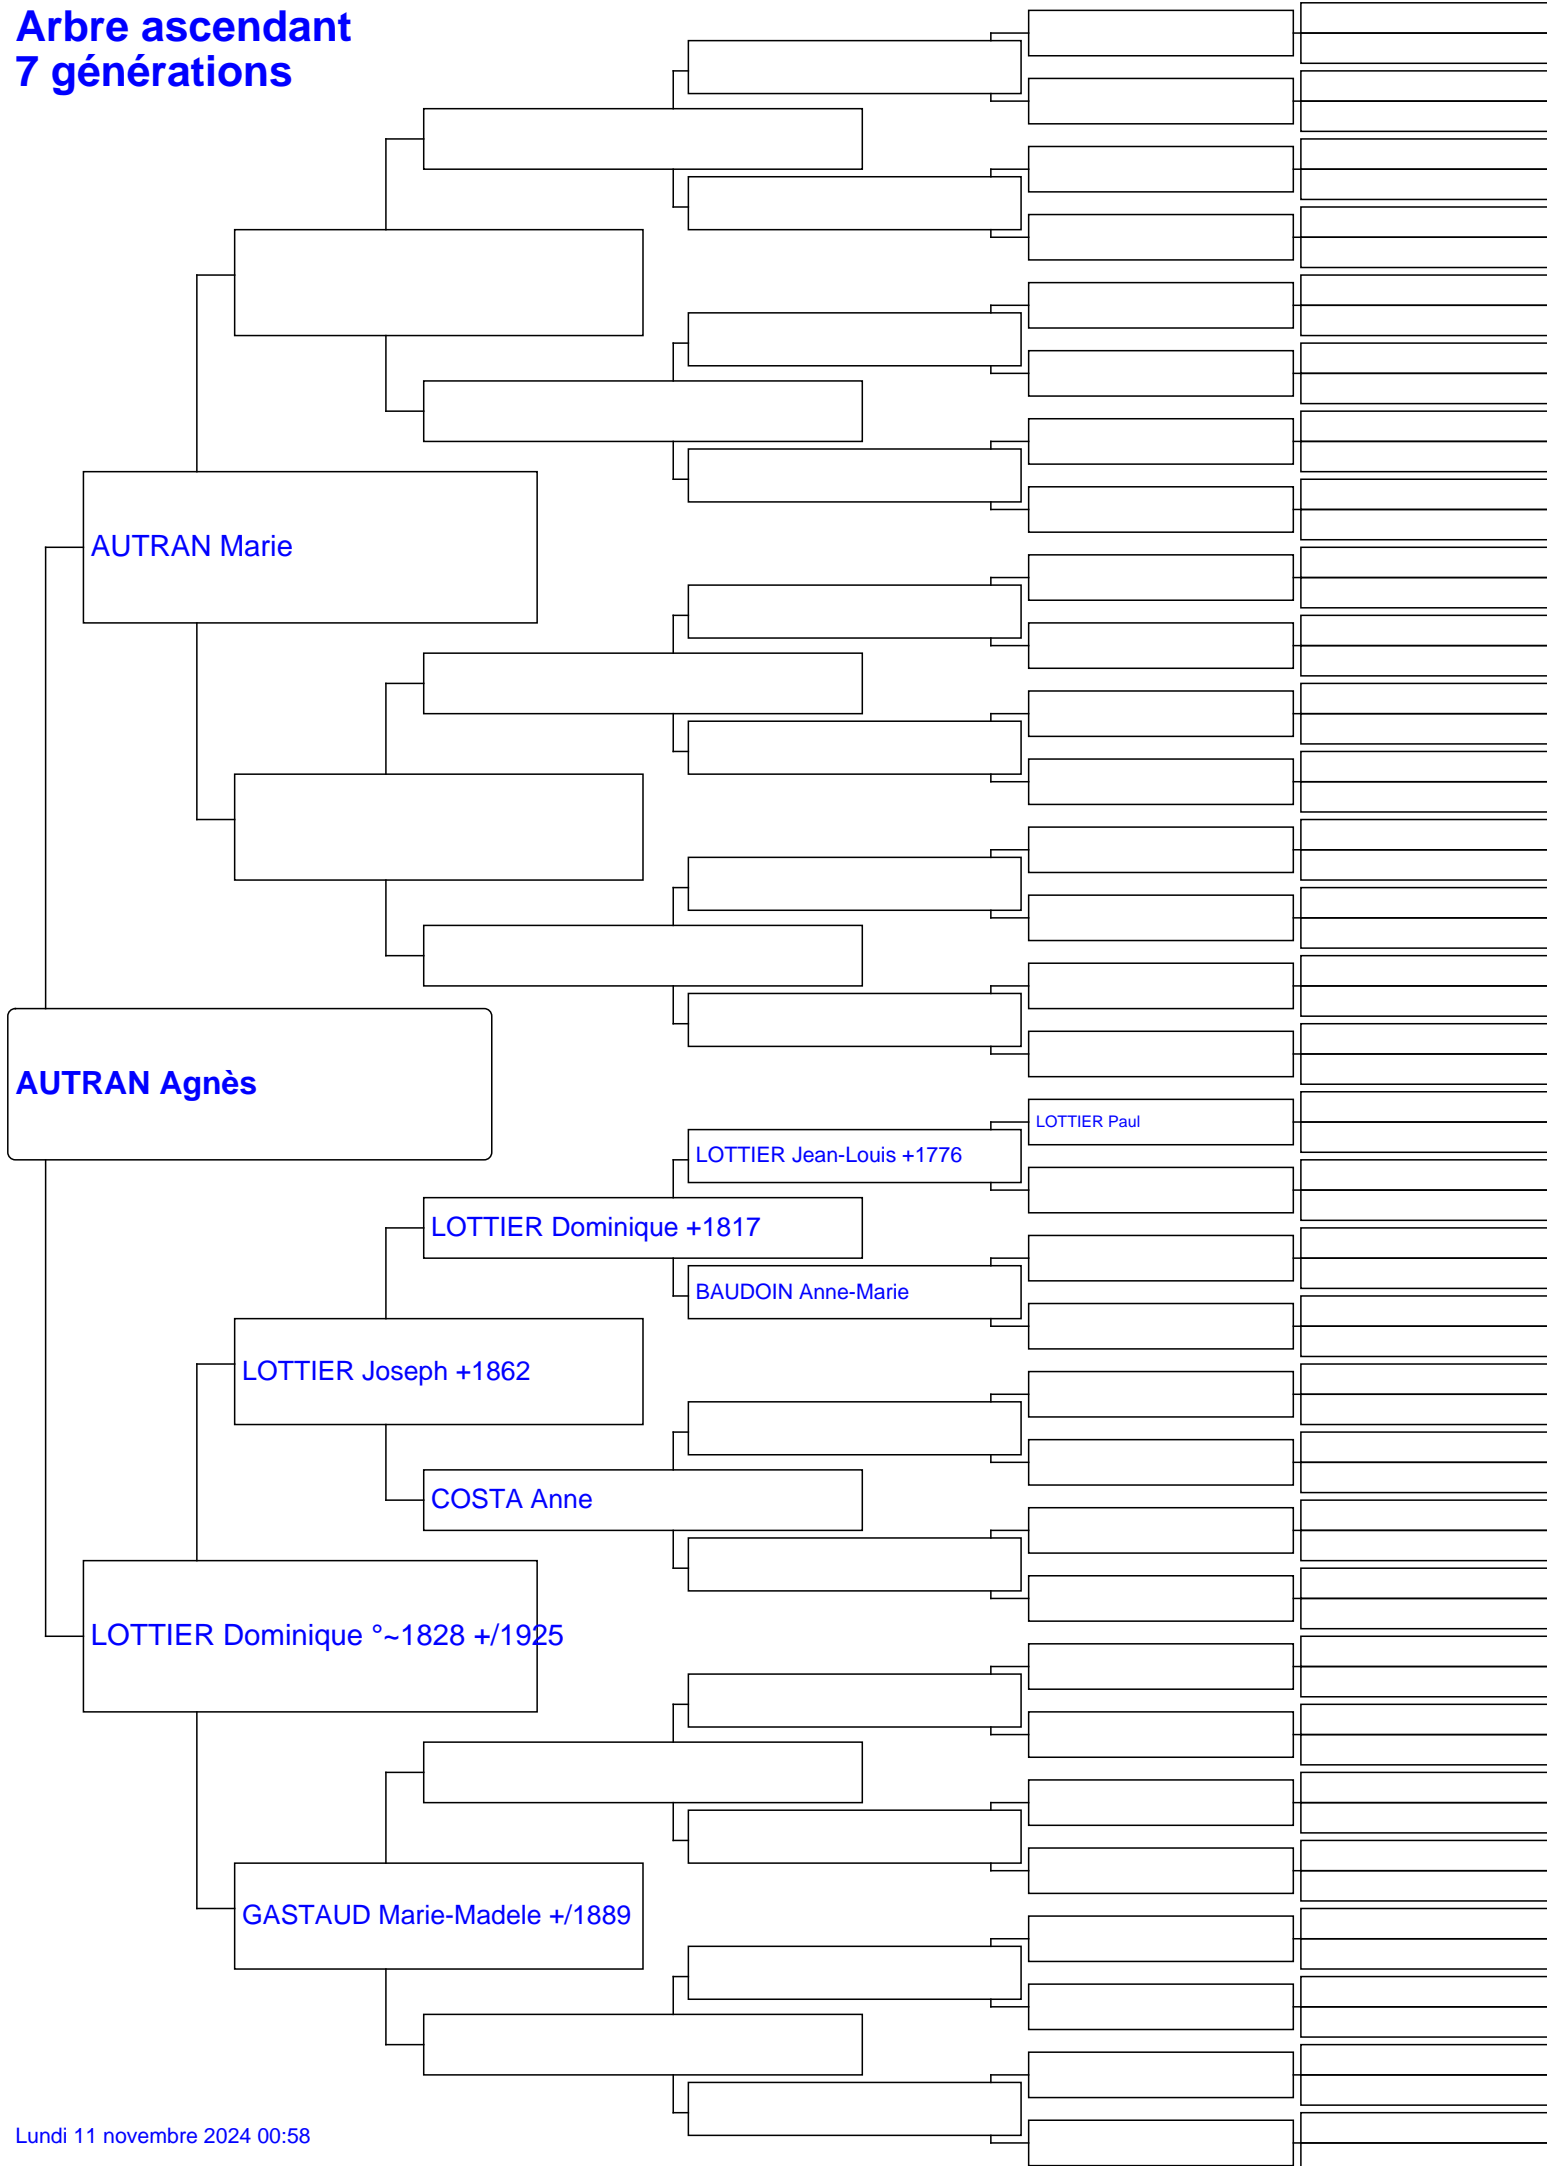 Arbre ascendant
7 générations
AUTRAN Marie
AUTRAN Agnès
LOTTIER Paul
LOTTIER Jean-Louis +1776
LOTTIER Dominique +1817
BAUDOIN Anne-Marie
LOTTIER Joseph +1862
COSTA Anne
LOTTIER Dominique °~1828 +/1925
GASTAUD Marie-Madele +/1889
Lundi 11 novembre 2024 00:58